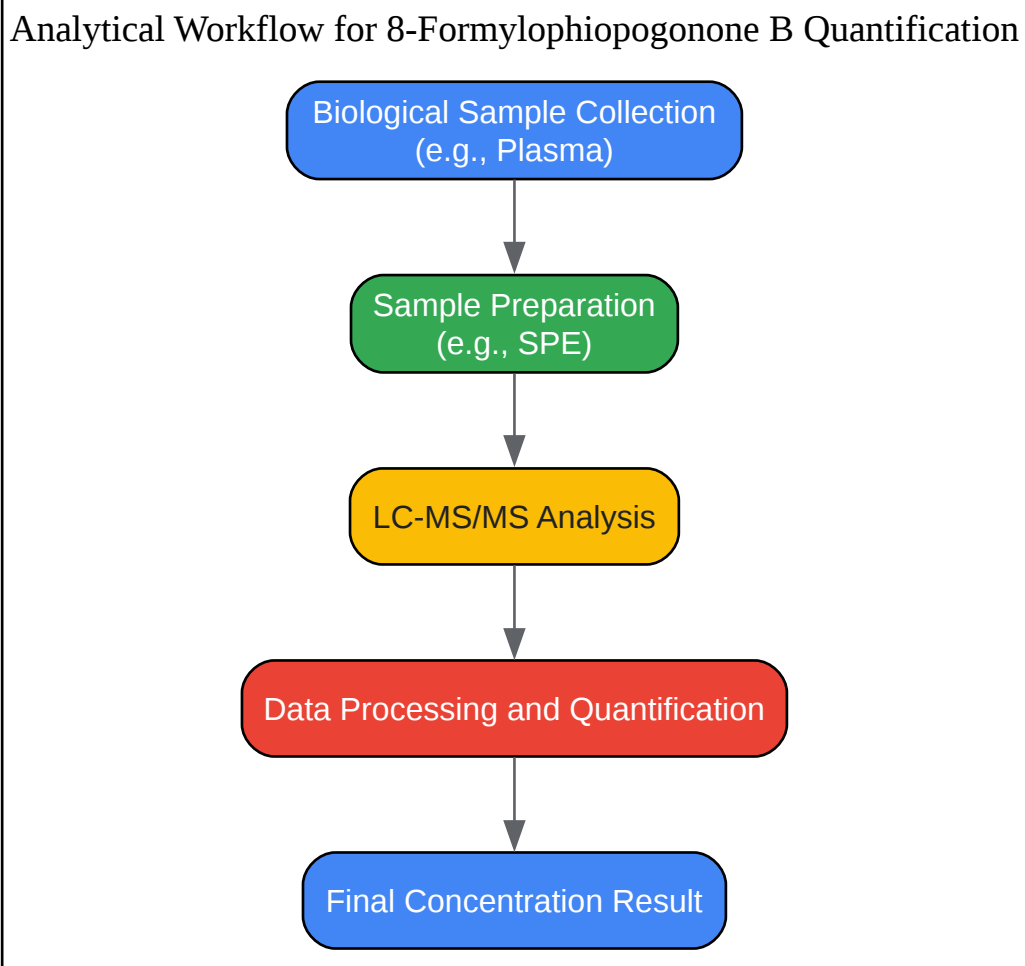 Analytical Workflow for 8-Formylophiopogonone B Quantification
Biological Sample Collection
(e.g., Plasma)
Sample Preparation
(e.g., SPE)
LC-MS/MS Analysis
Data Processing and Quantification
Final Concentration Result